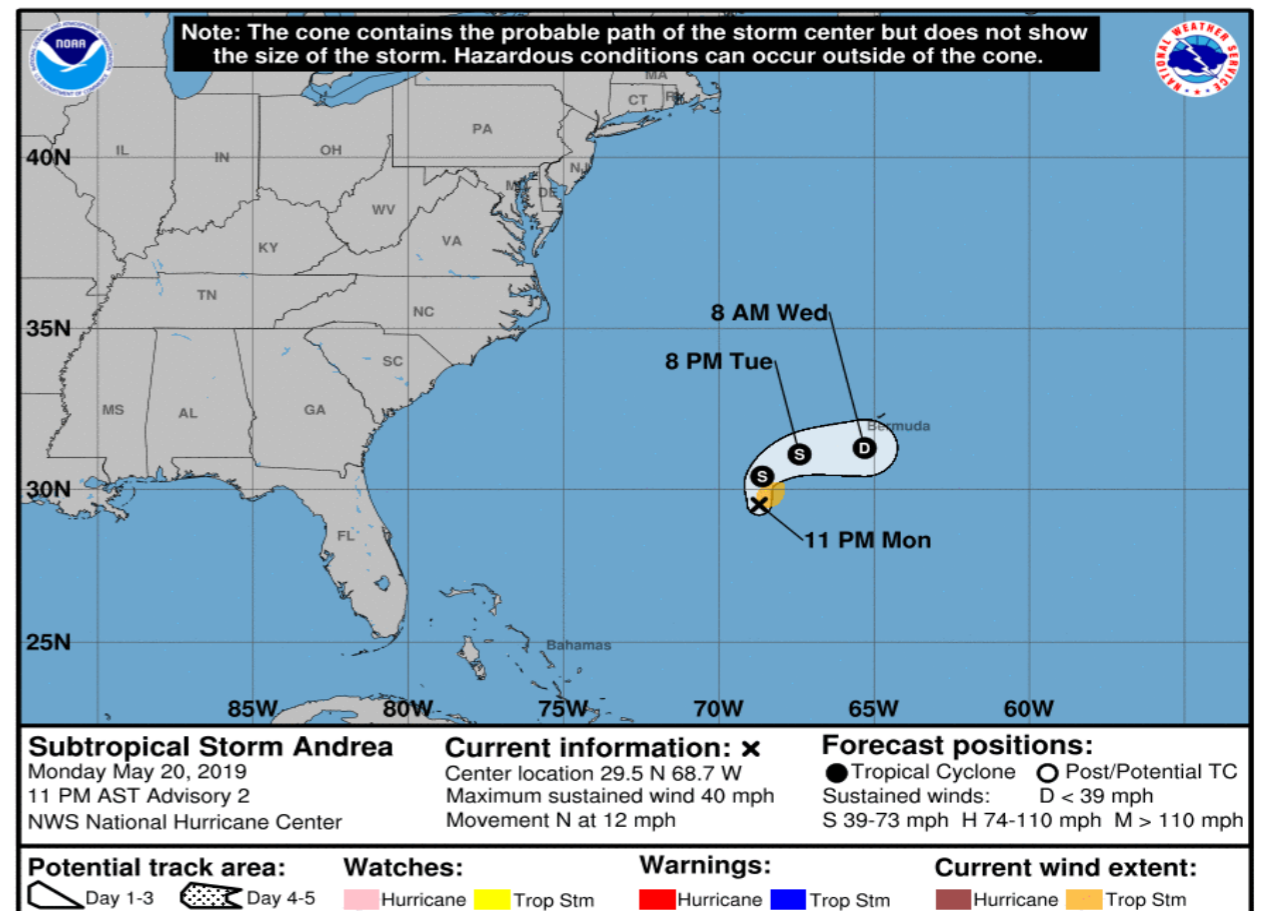 Note: The cone contains the probable path of the storm center but does not show
the size of the storm. Hazardous conditions can occur outside of the cone.
NOAA
NATIONAL WEATHER SERVICE
MA
CT
PA
NJ
DE
40N
IL
IN
OH
WV
VA
KY
TN
NC
35N
SC
MS
AL
GA
8 AM Wed
8 PM Tue
Bermuda
S
S
D
11 PM Mon
30N
FL
25N
Bahamas
85W
80W
75W
70W
65W
60W
Subtropical Storm Andrea
Monday May 20, 2019
11 PM AST Advisory 2
NWS National Hurricane Center
Current information: ×
Center location 29.5 N 68.7 W
Maximum sustained wind 40 mph
Movement N at 12 mph
Forecast positions:
Tropical Cyclone Post/Potential TC
Sustained winds: D < 39 mph
S 39-73 mph H 74-110 mph M > 110 mph
Potential track area:
Day 1-3 Day 4-5
Watches:
Hurricane Trop Stm
Warnings:
Hurricane Trop Stm
Current wind extent:
Hurricane Trop Stm